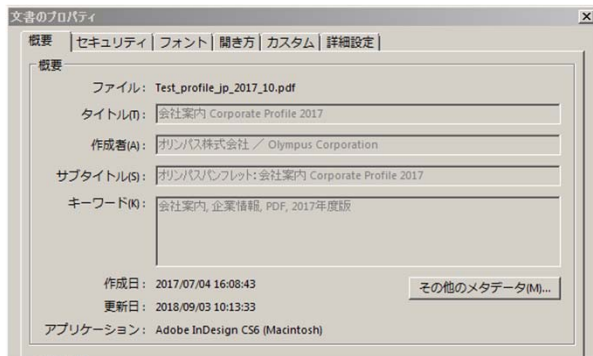 文書のプロパティ
概要 セキュリティ フォント 開き方 カスタム 詳細設定
概要
ファイル: Test_profile_jp_2017_10.pdf
タイトル(T): 会社案内 Corporate Profile 2017
作成者(A): オリンパス株式会社 ／ Olympus Corporation
サブタイトル(S): オリンパスパンフレット: 会社案内 Corporate Profile 2017
キーワード(K): 会社案内, 企業情報, PDF, 2017年度版
作成日: 2017/07/04 16:08:43
その他のメタデータ(M)...
更新日: 2018/09/03 10:13:33
アプリケーション: Adobe InDesign CS6 (Macintosh)